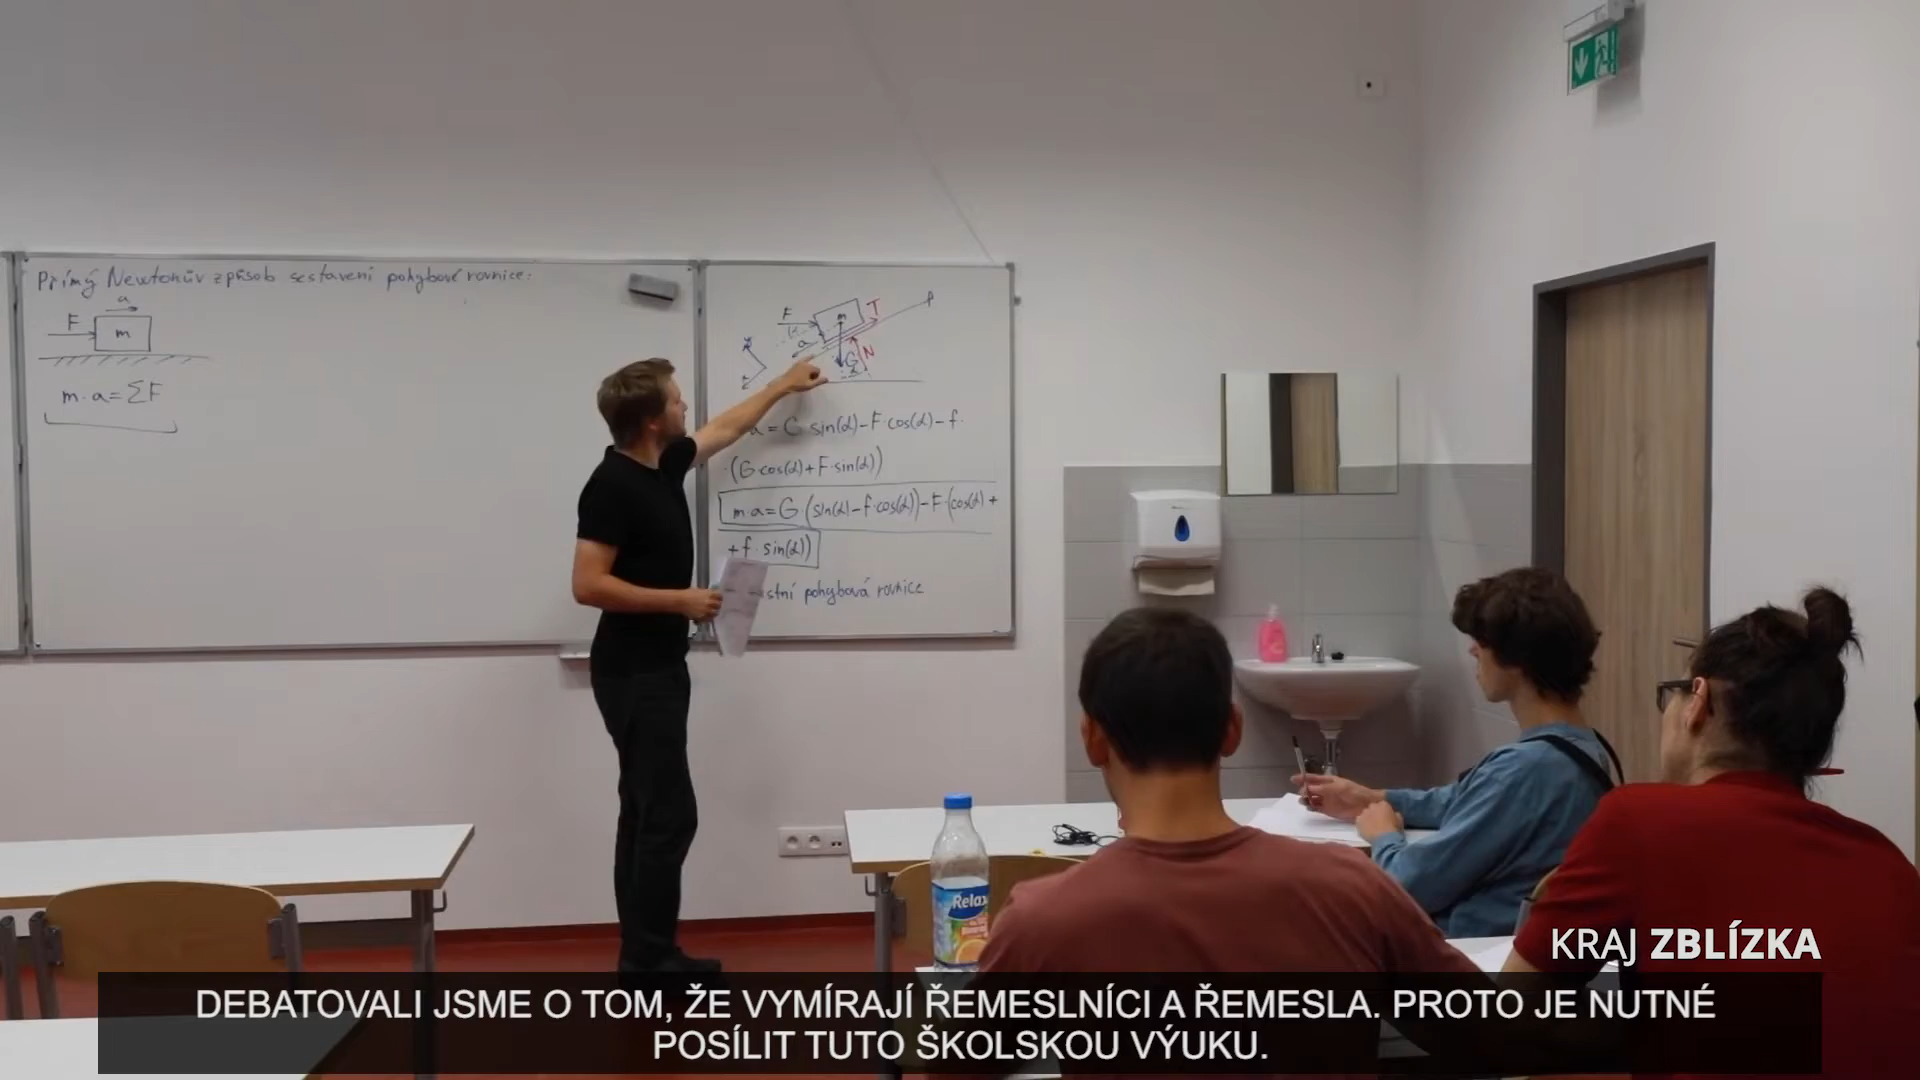 Přímý Newtonův způsob sestavení pohybové rovnice:
a
F
m
m·a=ΣF
F
m
T
a
G
N
a=G·sin(α)-F·cos(α)-f·
·(G·cos(α)+F·sin(α))
m·a=G·(sin(α)-f·cos(α))-F·(cos(α)+
+f·sin(α))
pohybová rovnice
Relax
KRAJ ZBLÍZKA
DEBATOVALI JSME O TOM, ŽE VYMÍRAJÍ ŘEMESLNÍCI A ŘEMESLA. PROTO JE NUTNÉ
POSÍLIT TUTO ŠKOLSKOU VÝUKU.